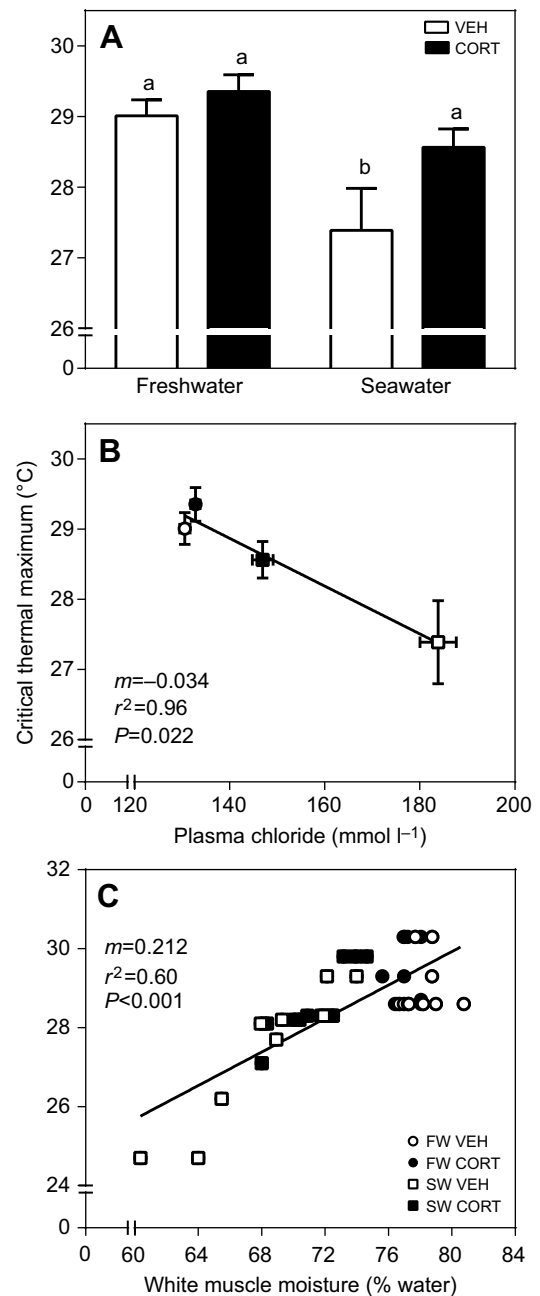 A
VEH
CORT
30
29
28
27
26
0
a
a
b
a
Freshwater
Seawater
Critical thermal maximum (°C)
B
30
29
28
27
26
0
m=–0.034
r²=0.96
P=0.022
0
120
140
160
180
200
Plasma chloride (mmol l⁻¹)
C
32
30
28
26
24
0
m=0.212
r²=0.60
P<0.001
FW VEH
FW CORT
SW VEH
SW CORT
0
60
64
68
72
76
80
84
White muscle moisture (% water)